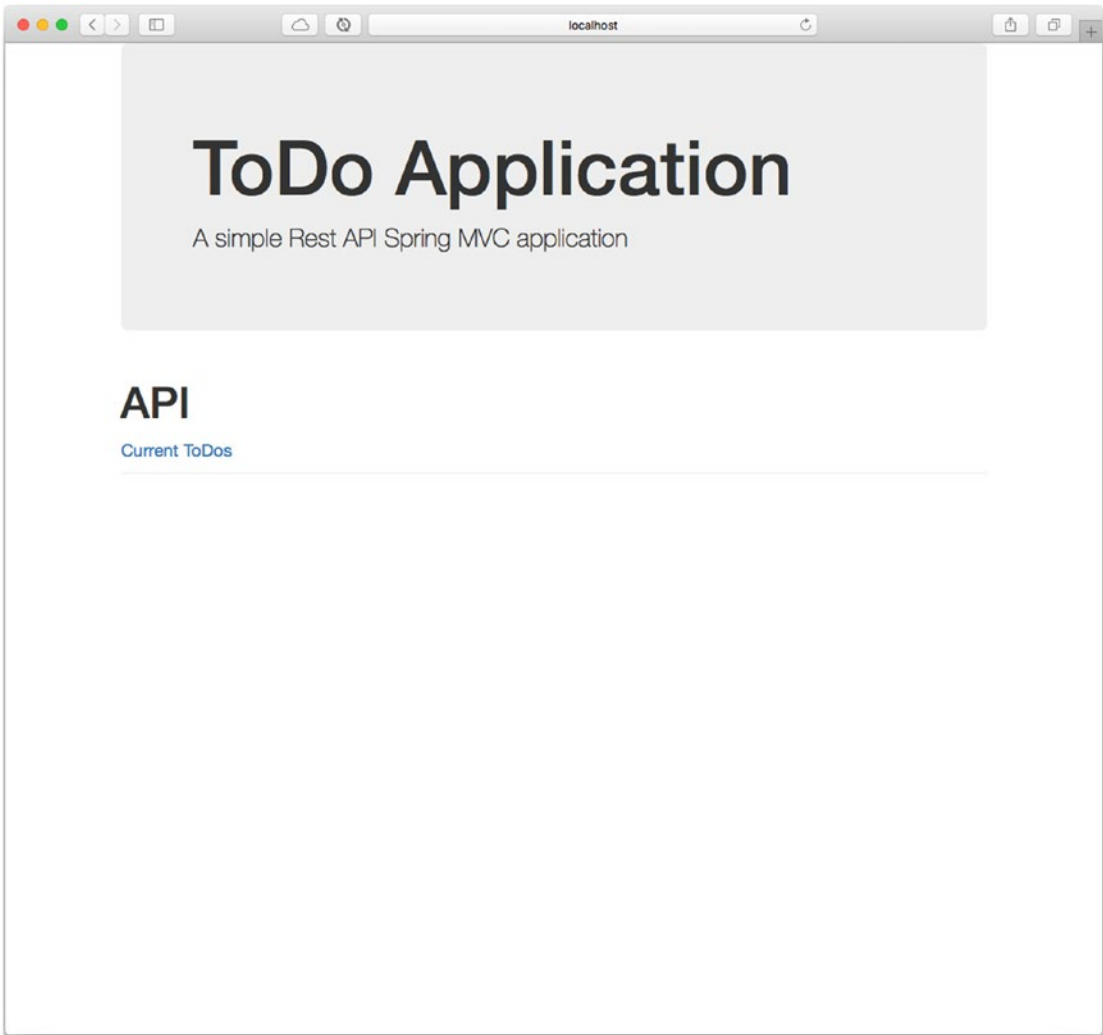 localhost
ToDo Application
A simple Rest API Spring MVC application
API
Current ToDos